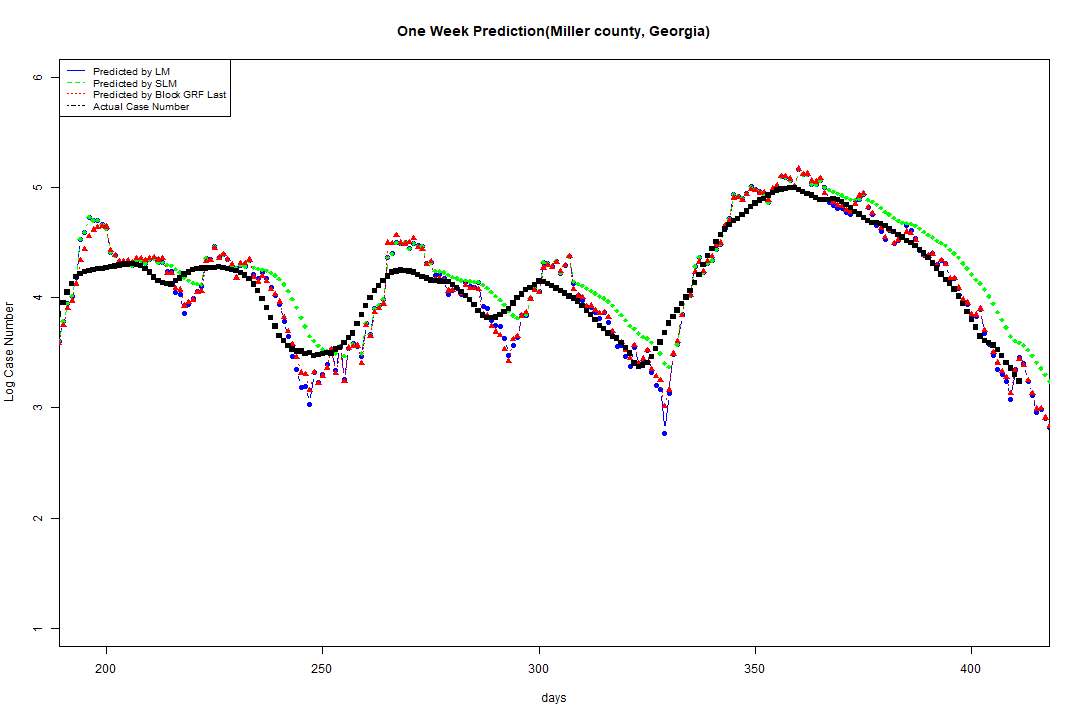 One Week Prediction(Miller county, Georgia)
Predicted by LM
Predicted by SLM
Predicted by Block GRF Last
Actual Case Number
6
5
4
3
2
1
Log Case Number
200 250 300 350 400
days